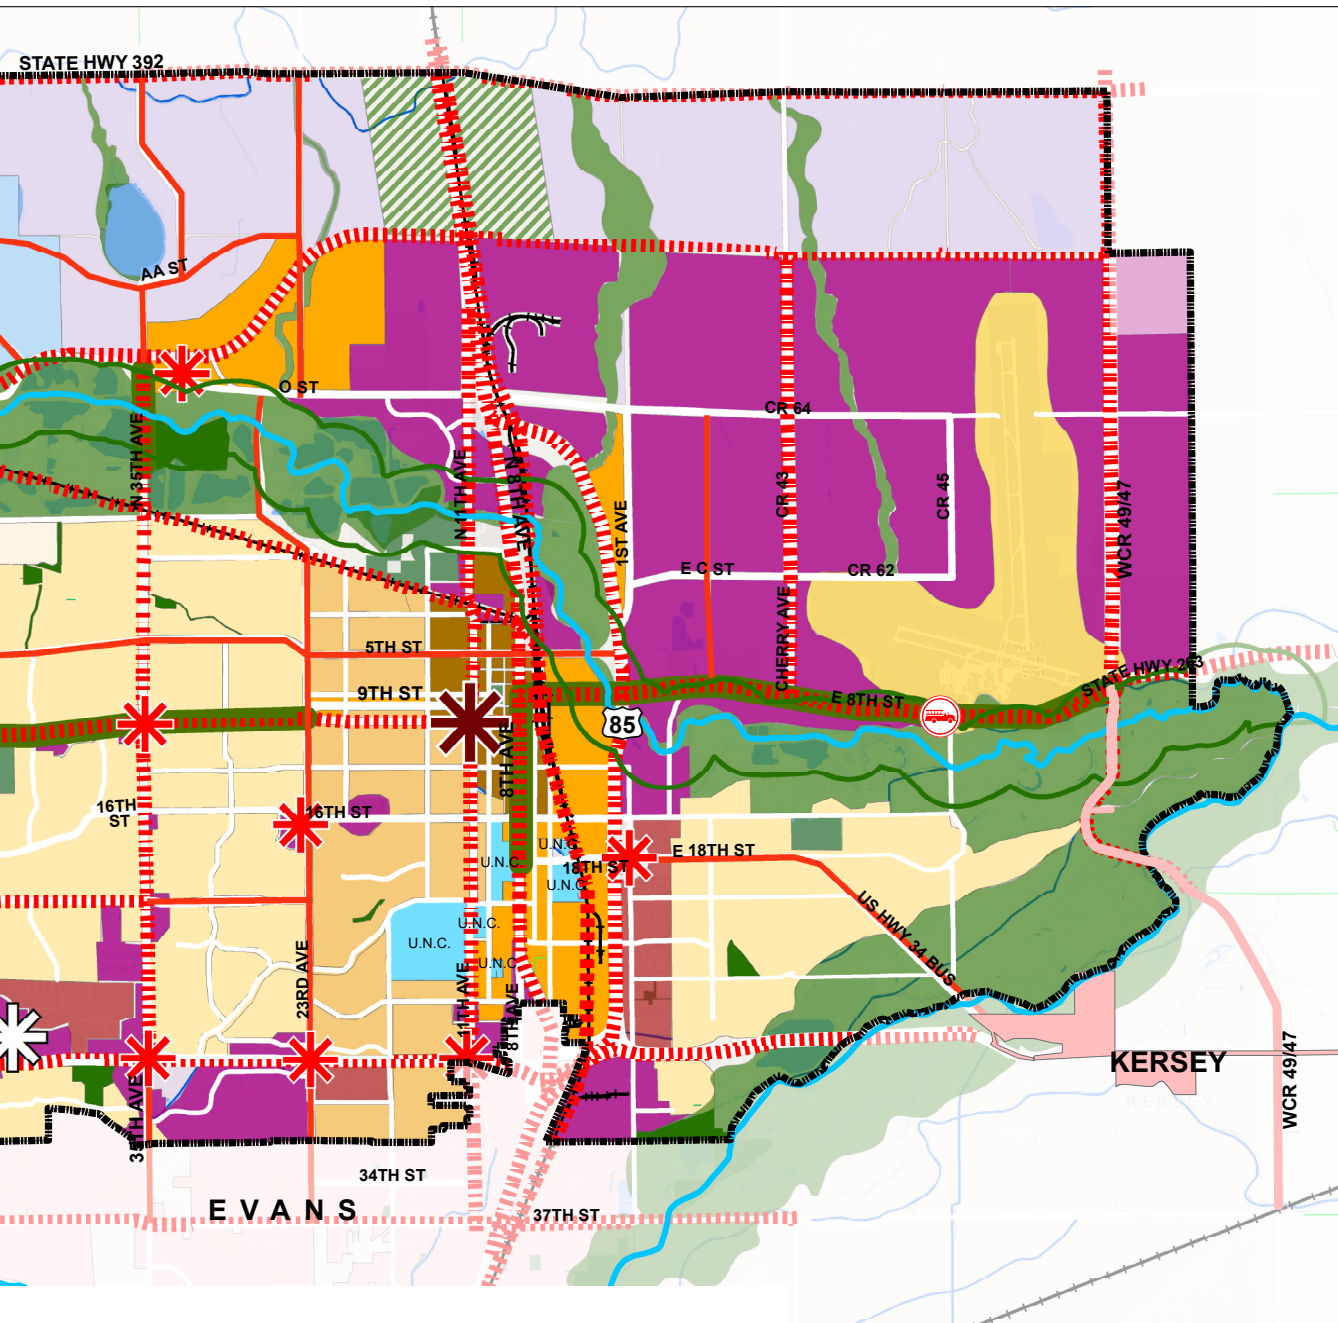 STATE HWY 392
AA ST
O ST
CR 64
N 35TH AVE
N 11TH AVE
N 8TH AVE
1ST AVE
CR 43
CR 45
WCR 49/47
E C ST
CR 62
CHERRY AVE
5TH ST
9TH ST
STATE HWY 263
E 8TH ST
85
8TH AVE
16TH
ST
16TH ST
U.N.C.
U.N.C.
18TH ST
U.N.C.
E 18TH ST
US HWY 34 BUS
U.N.C.
U.N.C.
U.N.C.
23RD AVE
11TH AVE
8TH AVE
35TH AVE
KERSEY
KERSEY
WCR 49/47
34TH ST
EVANS
37TH ST